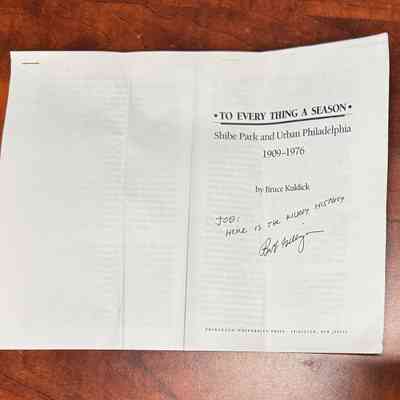 • TO EVERY THING A SEASON •
Shibe Park and Urban Philadelphia
1909–1976
by Bruce Kuklick
JOE:
HERE IS THE HISTORY
PRINCETON UNIVERSITY PRESS · PRINCETON, NEW JERSEY